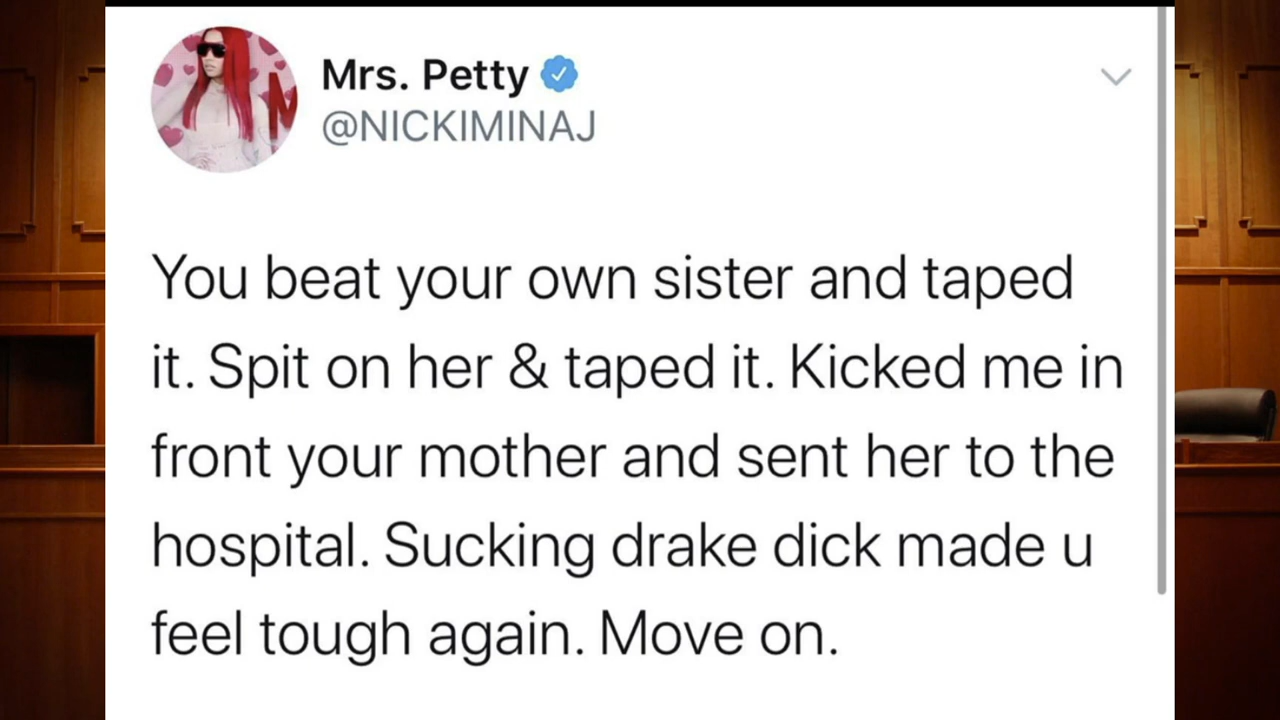 Mrs. Petty
@NICKIMINAJ
You beat your own sister and taped
it. Spit on her & taped it. Kicked me in
front your mother and sent her to the
hospital. Sucking drake dick made u
feel tough again. Move on.